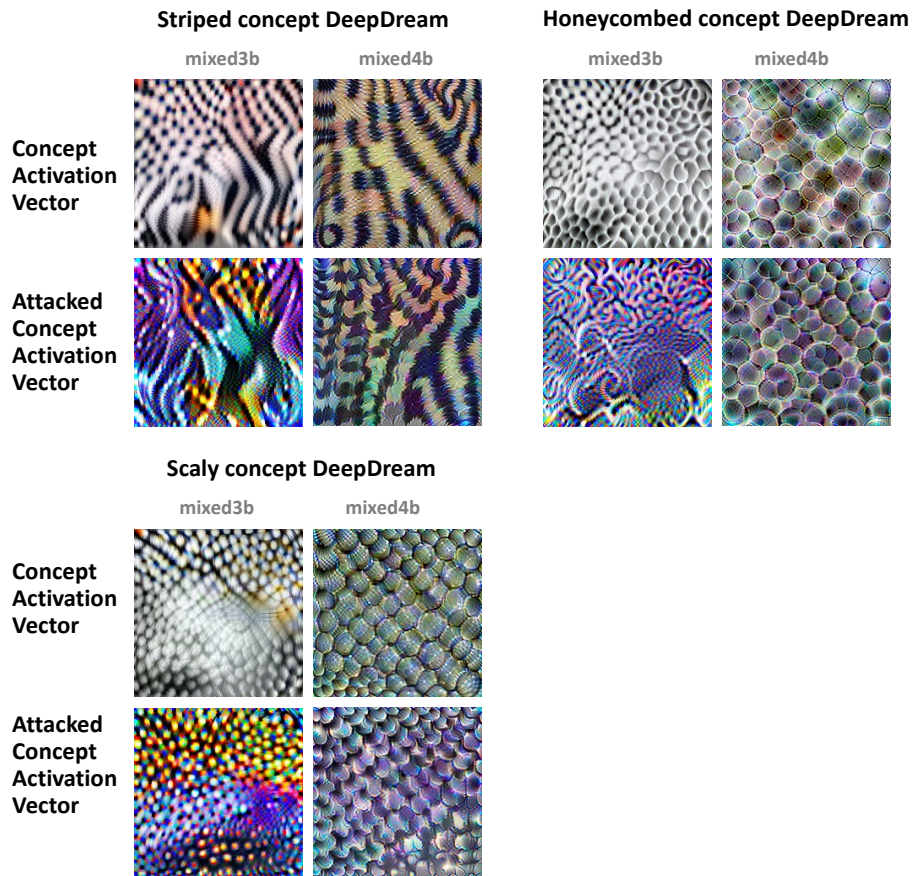 Striped concept DeepDream
Honeycombed concept DeepDream
mixed3b
mixed4b
mixed3b
mixed4b
Concept
Activation
Vector
Attacked
Concept
Activation
Vector
Scaly concept DeepDream
mixed3b
mixed4b
Concept
Activation
Vector
Attacked
Concept
Activation
Vector